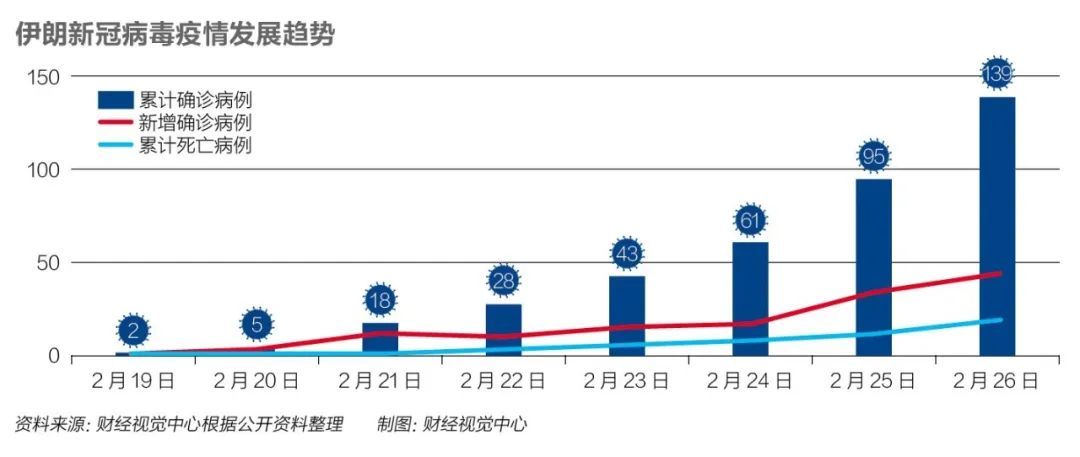 伊朗新冠病毒疫情发展趋势
150
100
50
0
累计确诊病例
新增确诊病例
累计死亡病例
2
5
18
28
43
61
95
139
2月19日
2月20日
2月21日
2月22日
2月23日
2月24日
2月25日
2月26日
资料来源：财经视觉中心根据公开资料整理 制图：财经视觉中心